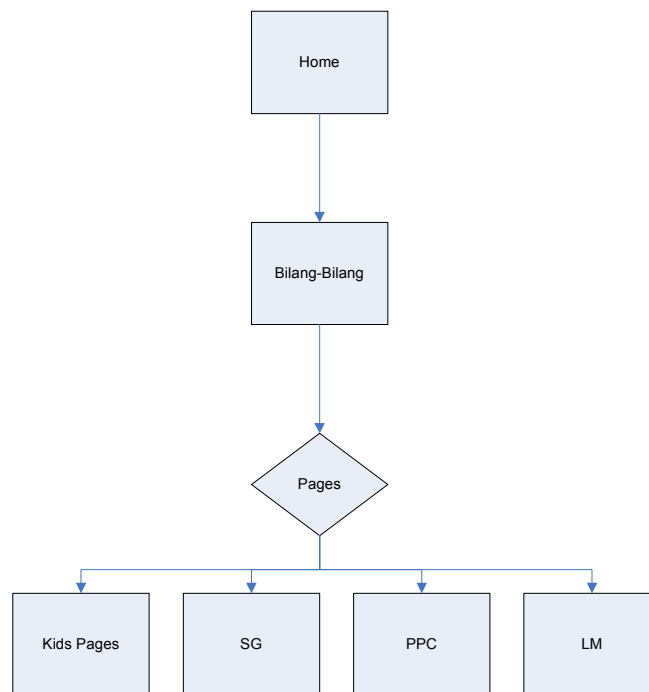 Home
Bilang-Bilang
Pages
Kids Pages
SG
PPC
LM